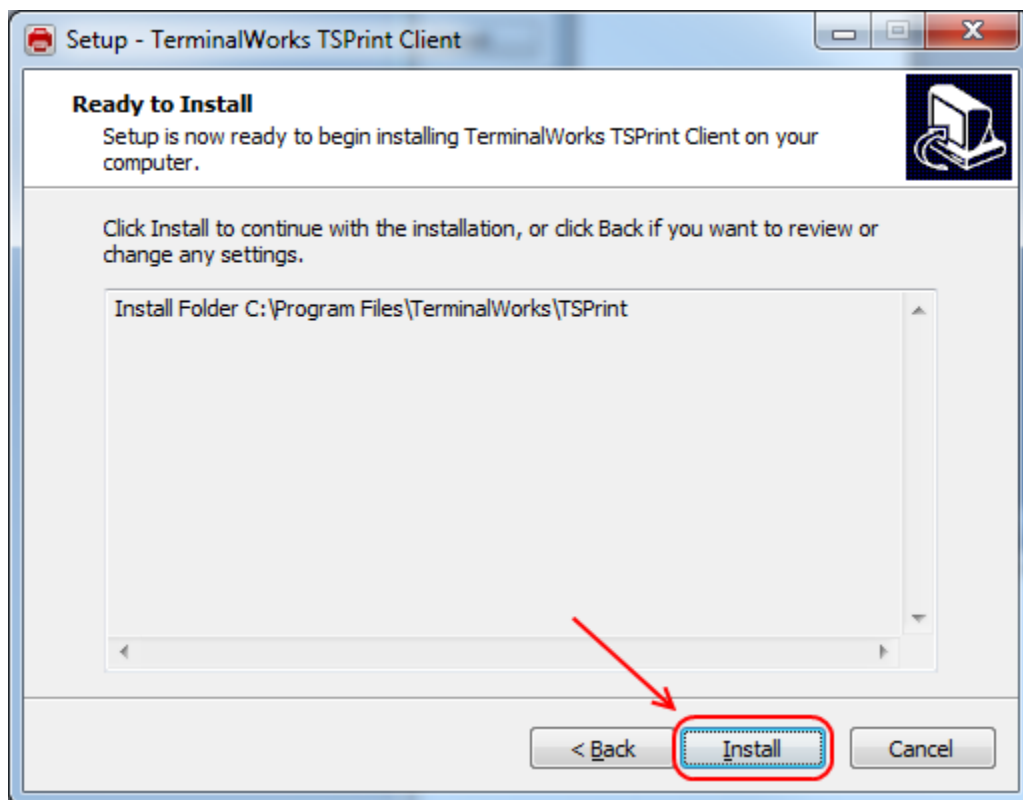 Setup - TerminalWorks TSPrint Client
Ready to Install
Setup is now ready to begin installing TerminalWorks TSPrint Client on your
computer.
Click Install to continue with the installation, or click Back if you want to review or
change any settings.
Install Folder C:\Program Files\TerminalWorks\TSPrint
< Back Install Cancel